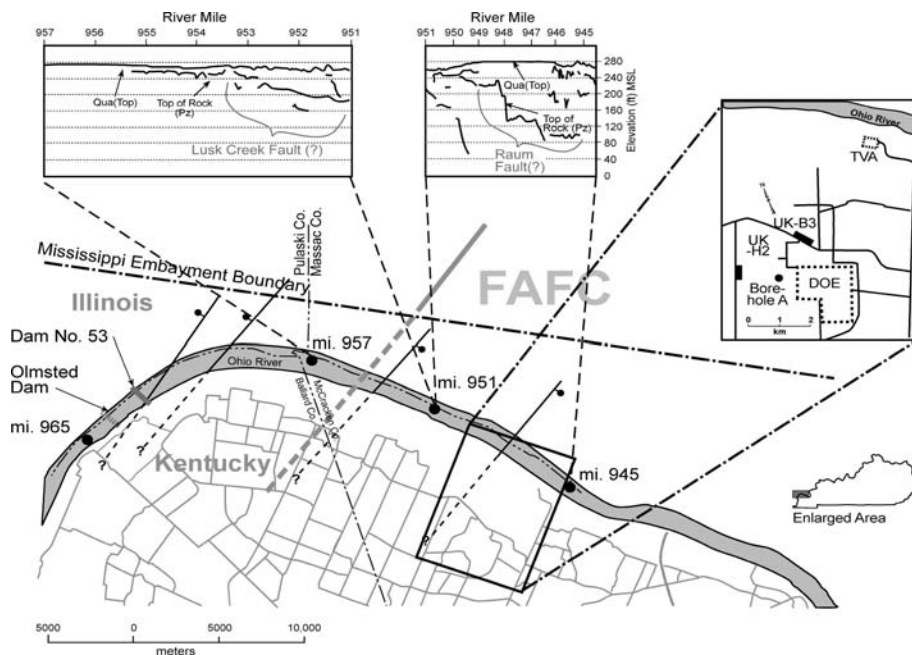 River Mile
957 956 955 954 953 952 951
Qua(Top)
Top of Rock (Pz)
Lusk Creek Fault (?)
River Mile
951 950 949 948 947 946 945
Qua(Top)
Top of Rock (Pz)
Raum Fault(?)
280
240
200
160
120
80
40
0
Elevation (ft) MSL
Ohio River
TVA
UK-B3
UK
-H2
DOE
Bore-
hole A
0 1 2
km
Mississippi Embayment Boundary
Pulaski Co.
Massac Co.
Illinois
FAFC
Dam No. 53
mi. 957
Ohio River
Olmsted
Dam
McCracken Co.
Ballard Co.
mi. 951
mi. 965
Kentucky
mi. 945
?
?
?
?
Enlarged Area
5000 0 5000 10,000
meters